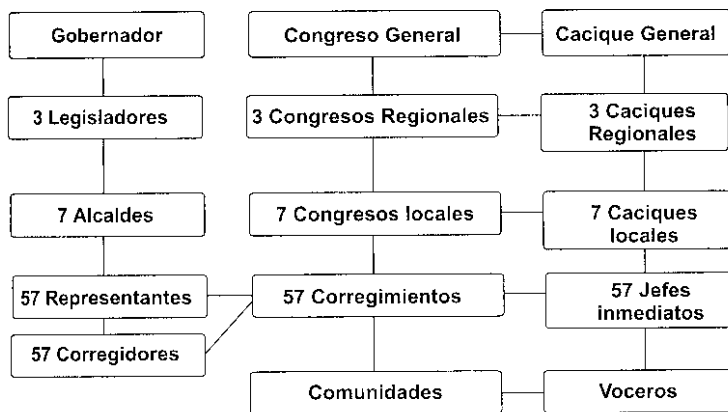 Gobernador
Congreso General
Cacique General
3 Legisladores
3 Congresos Regionales
3 Caciques
Regionales
7 Alcaldes
7 Congresos locales
7 Caciques
locales
57 Representantes
57 Corregimientos
57 Jefes
inmediatos
57 Corregidores
Comunidades
Voceros